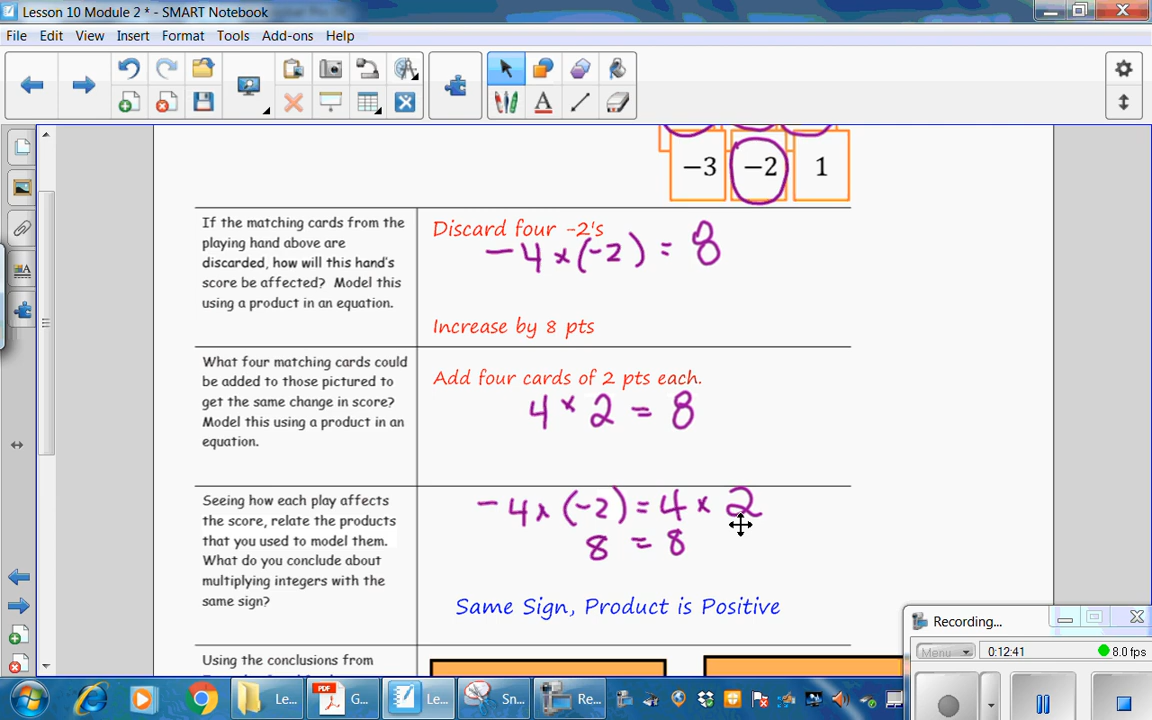 Lesson 10 Module 2 * - SMART Notebook
File Edit View Insert Format Tools Add-ons Help
−3 −2 1
If the matching cards from the
playing hand above are
discarded, how will this hand's
score be affected? Model this
using a product in an equation.
Discard four -2's
-4 × (-2) = 8
Increase by 8 pts
What four matching cards could
be added to those pictured to
get the same change in score?
Model this using a product in an
equation.
Add four cards of 2 pts each.
4 × 2 = 8
Seeing how each play affects
the score, relate the products
that you used to model them.
What do you conclude about
multiplying integers with the
same sign?
-4 × (-2) = 4 × 2
8 = 8
Same Sign, Product is Positive
Using the conclusions from
Recording...
Menu 0:12:41 8.0 fps
Le... PDF G... Le... Sn... Re...